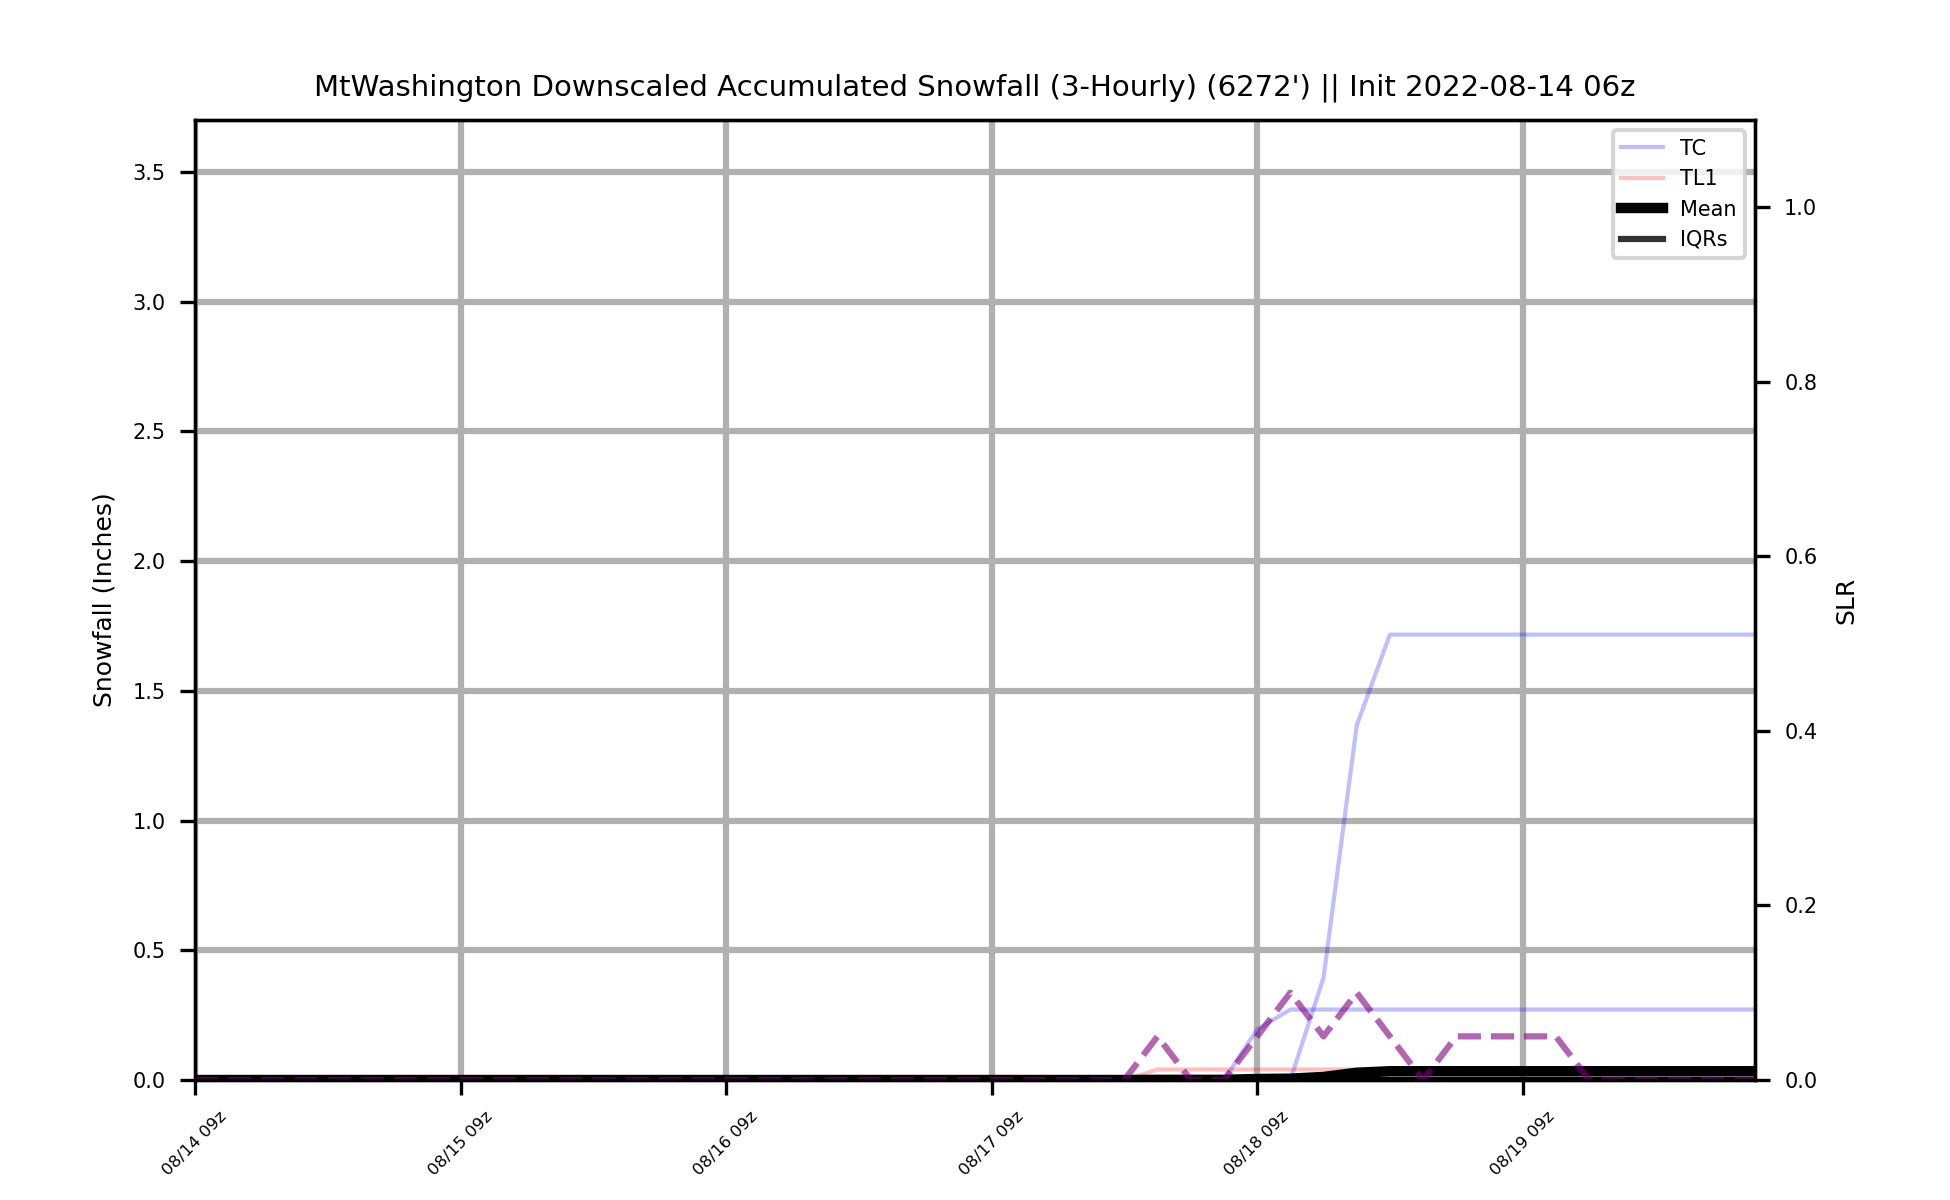 MtWashington Downscaled Accumulated Snowfall (3-Hourly) (6272') || Init 2022-08-14 06z
TC
TL1
Mean
IQRs
Snowfall (Inches)
3.5
3.0
2.5
2.0
1.5
1.0
0.5
0.0
SLR
1.0
0.8
0.6
0.4
0.2
0.0
08/14 09z
08/15 09z
08/16 09z
08/17 09z
08/18 09z
08/19 09z